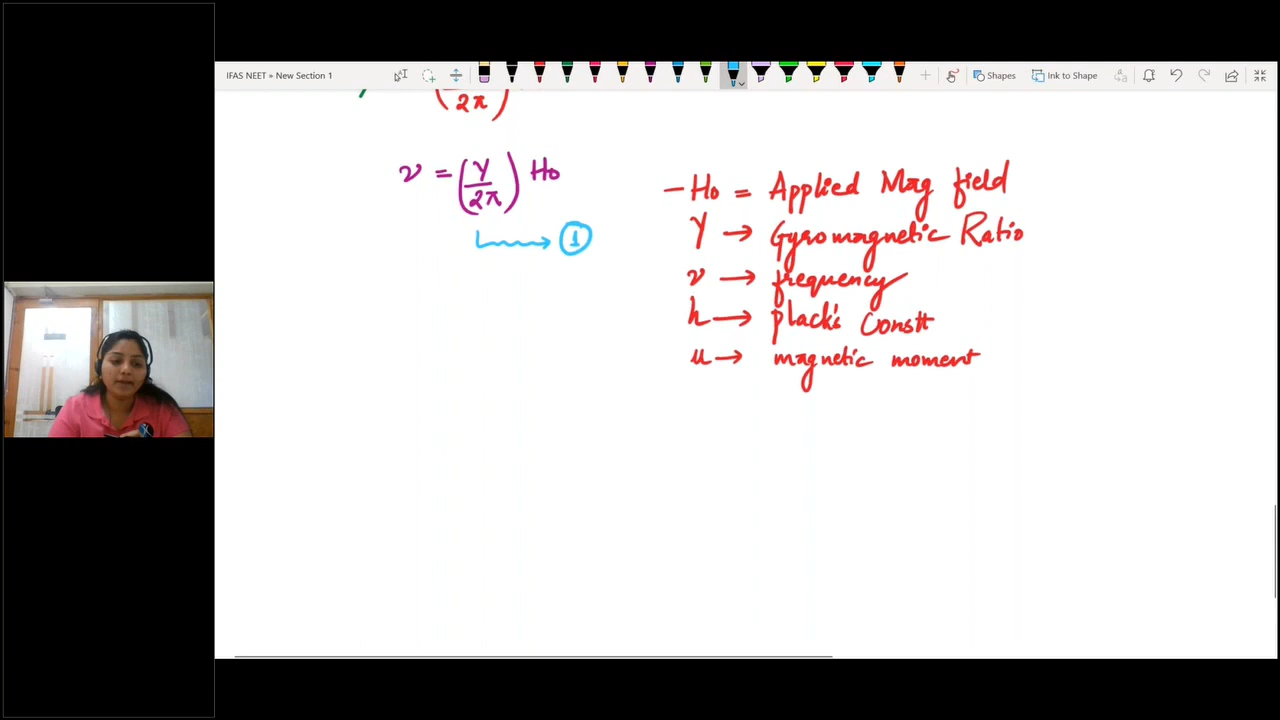 IFAS NEET » New Section 1
Shapes
Ink to Shape
2π
ν = (γ/2π) Ho
①
- Ho = Applied Mag field
γ → Gyromagnetic Ratio
ν → frequency
h → plack's Constt
u → magnetic moment